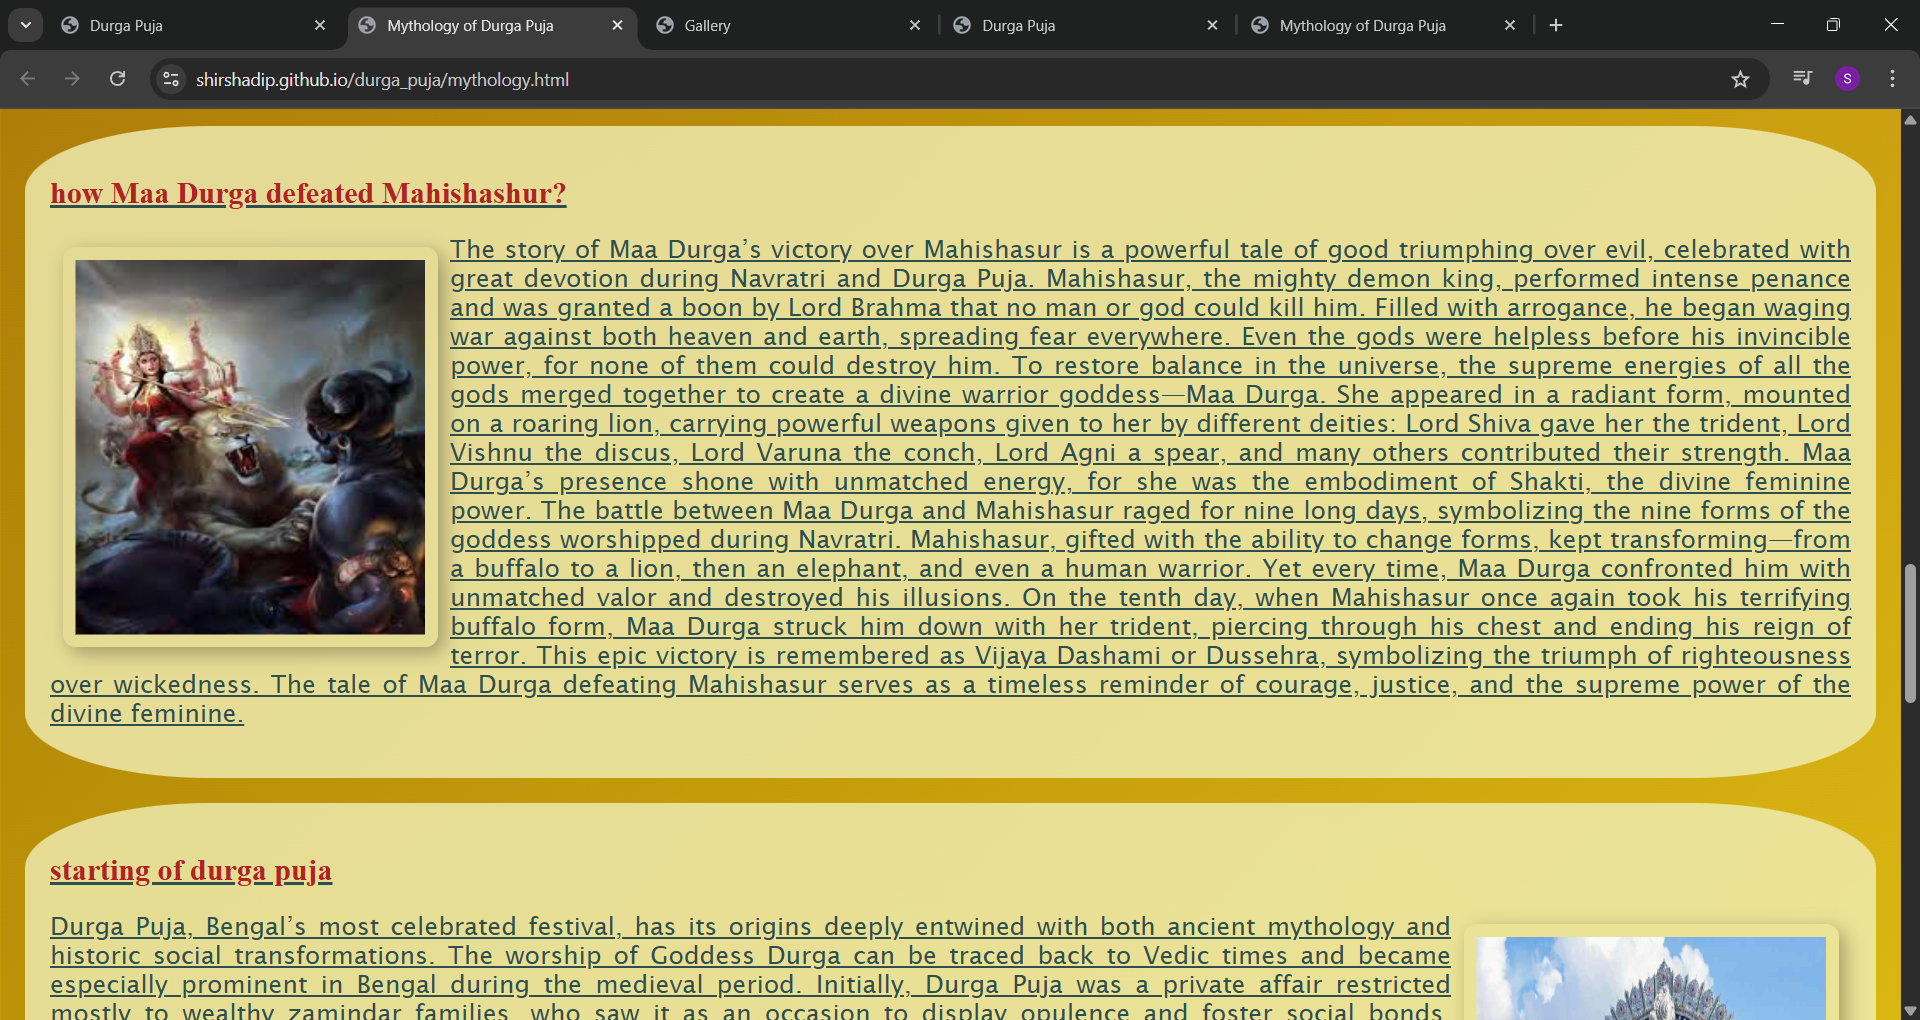 Durga Puja
Mythology of Durga Puja
Gallery
Durga Puja
Mythology of Durga Puja
shirshadip.github.io/durga_puja/mythology.html
S
how Maa Durga defeated Mahishashur?
The story of Maa Durga’s victory over Mahishasur is a powerful tale of good triumphing over evil, celebrated with
great devotion during Navratri and Durga Puja. Mahishasur, the mighty demon king, performed intense penance
and was granted a boon by Lord Brahma that no man or god could kill him. Filled with arrogance, he began waging
war against both heaven and earth, spreading fear everywhere. Even the gods were helpless before his invincible
power, for none of them could destroy him. To restore balance in the universe, the supreme energies of all the
gods merged together to create a divine warrior goddess—Maa Durga. She appeared in a radiant form, mounted
on a roaring lion, carrying powerful weapons given to her by different deities: Lord Shiva gave her the trident, Lord
Vishnu the discus, Lord Varuna the conch, Lord Agni a spear, and many others contributed their strength. Maa
Durga’s presence shone with unmatched energy, for she was the embodiment of Shakti, the divine feminine
power. The battle between Maa Durga and Mahishasur raged for nine long days, symbolizing the nine forms of the
goddess worshipped during Navratri. Mahishasur, gifted with the ability to change forms, kept transforming—from
a buffalo to a lion, then an elephant, and even a human warrior. Yet every time, Maa Durga confronted him with
unmatched valor and destroyed his illusions. On the tenth day, when Mahishasur once again took his terrifying
buffalo form, Maa Durga struck him down with her trident, piercing through his chest and ending his reign of
terror. This epic victory is remembered as Vijaya Dashami or Dussehra, symbolizing the triumph of righteousness
over wickedness. The tale of Maa Durga defeating Mahishasur serves as a timeless reminder of courage, justice, and the supreme power of the
divine feminine.
starting of durga puja
Durga Puja, Bengal’s most celebrated festival, has its origins deeply entwined with both ancient mythology and
historic social transformations. The worship of Goddess Durga can be traced back to Vedic times and became
especially prominent in Bengal during the medieval period. Initially, Durga Puja was a private affair restricted
mostly to wealthy zamindar families, who saw it as an occasion to display opulence and foster social bonds.